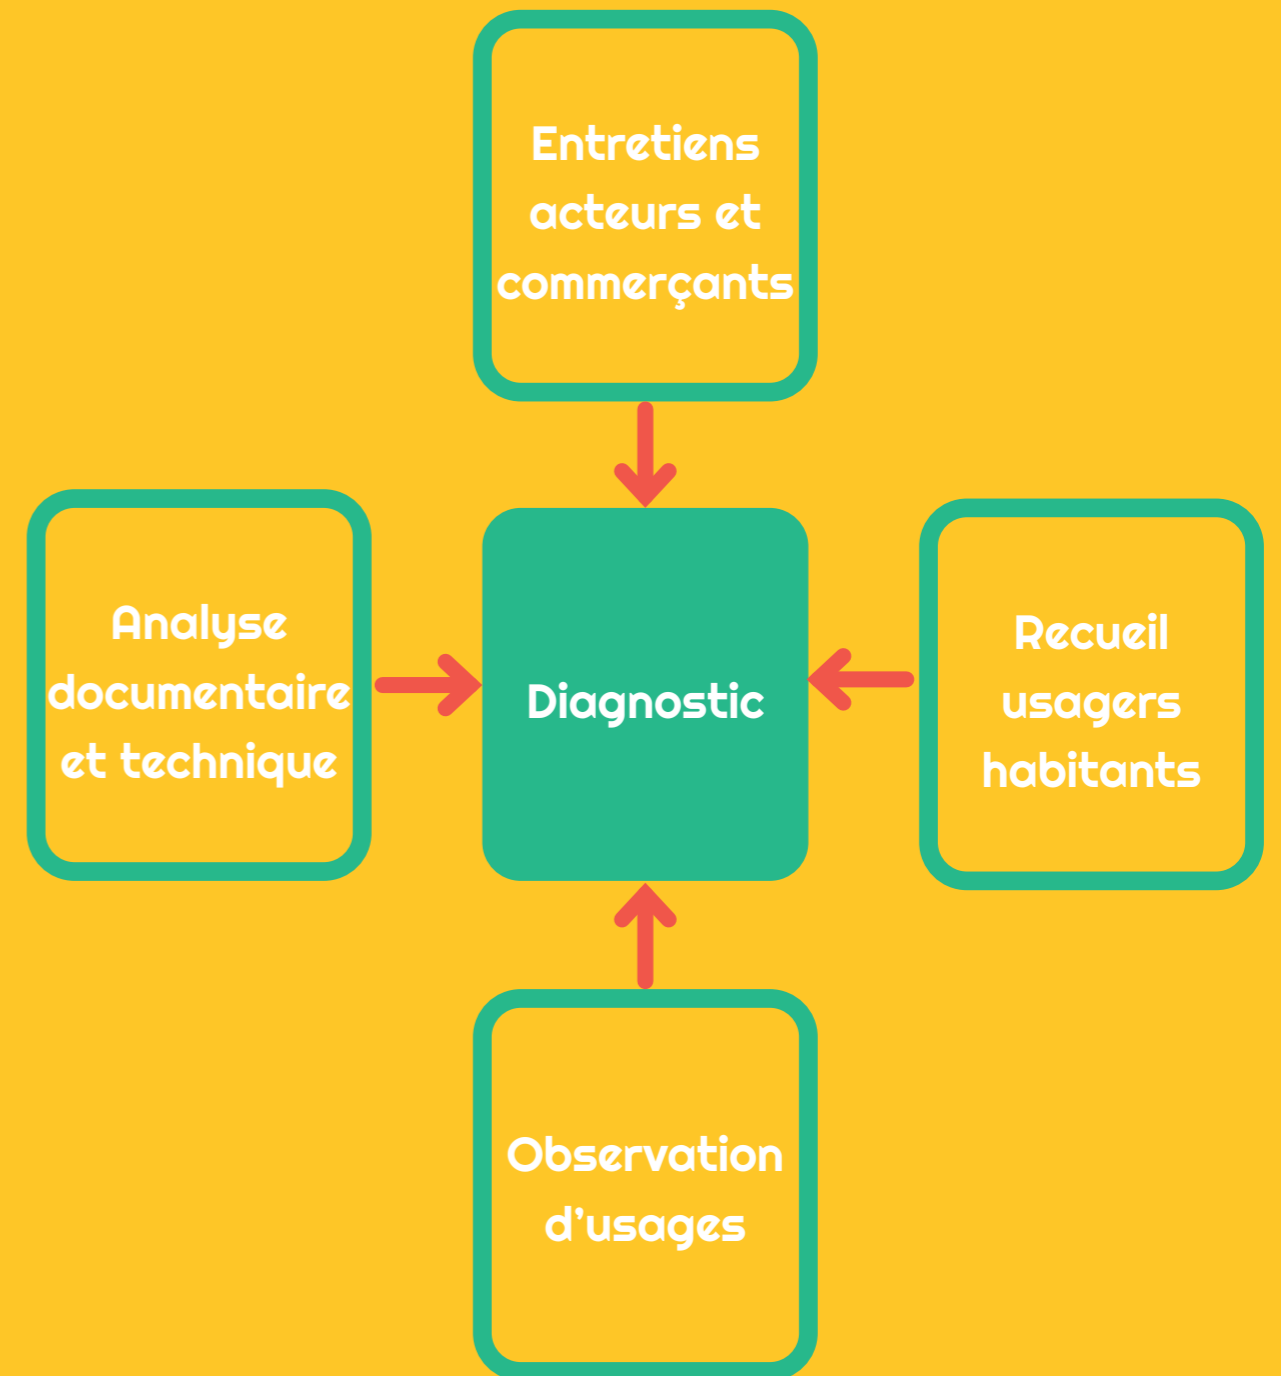 Entretiens
acteurs et
commerçants
Analyse
documentaire
et technique
Diagnostic
Recueil
usagers
habitants
Observation
d’usages